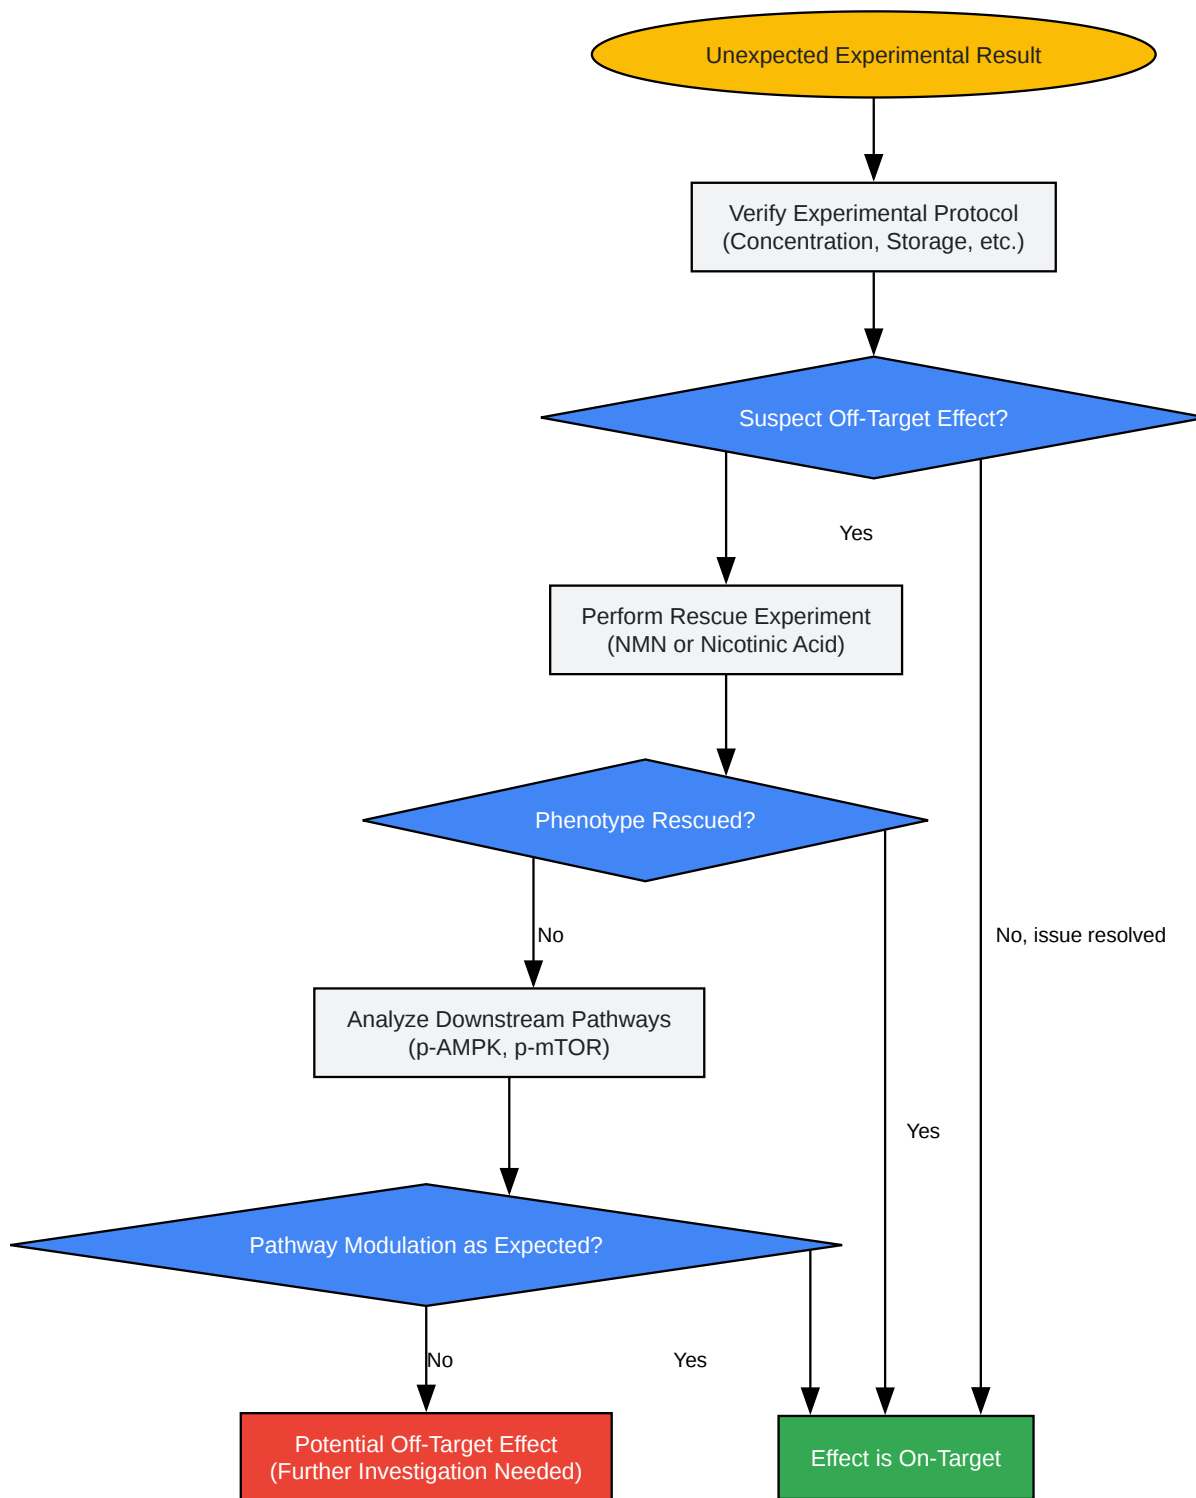 Unexpected Experimental Result
Verify Experimental Protocol
(Concentration, Storage, etc.)
Suspect Off-Target Effect?
Yes
Perform Rescue Experiment
(NMN or Nicotinic Acid)
Phenotype Rescued?
No
No, issue resolved
Analyze Downstream Pathways
(p-AMPK, p-mTOR)
Yes
Pathway Modulation as Expected?
No
Yes
Potential Off-Target Effect
(Further Investigation Needed)
Effect is On-Target